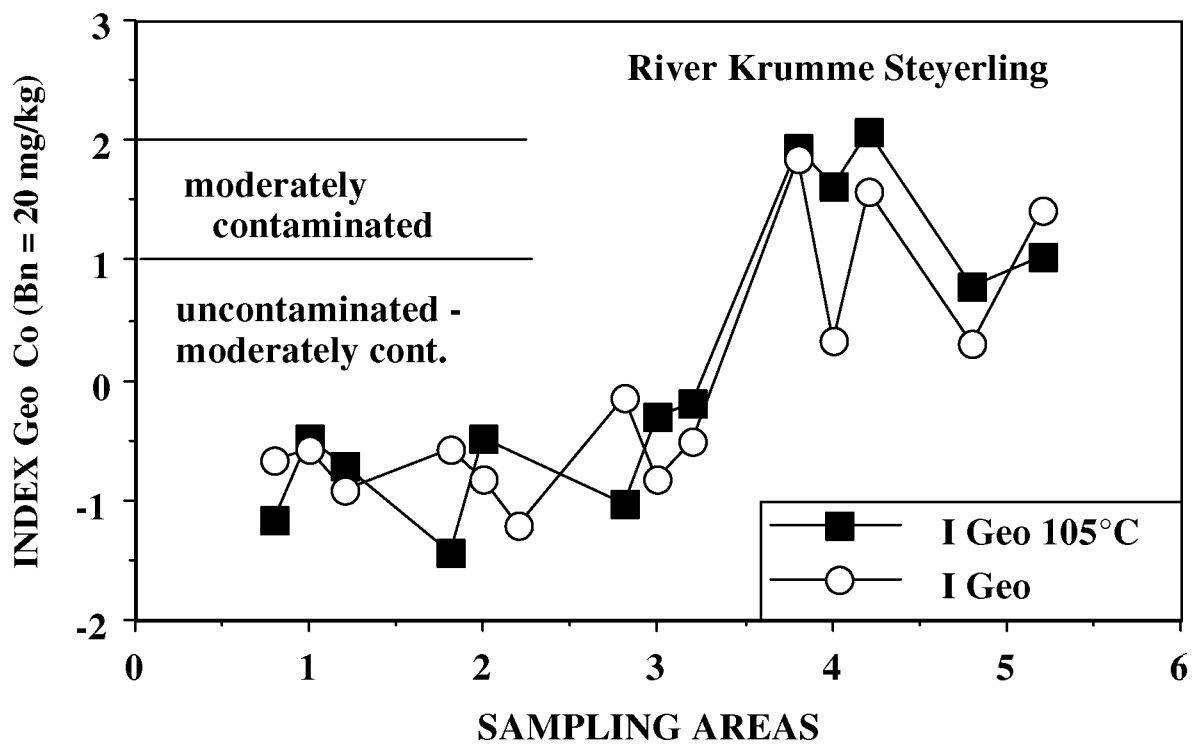 River Krumme Steyerling
INDEX Geo Co (Bn = 20 mg/kg)
3
2
1
0
-1
-2
moderately
contaminated
uncontaminated -
moderately cont.
I Geo 105°C
I Geo
0 1 2 3 4 5 6
SAMPLING AREAS